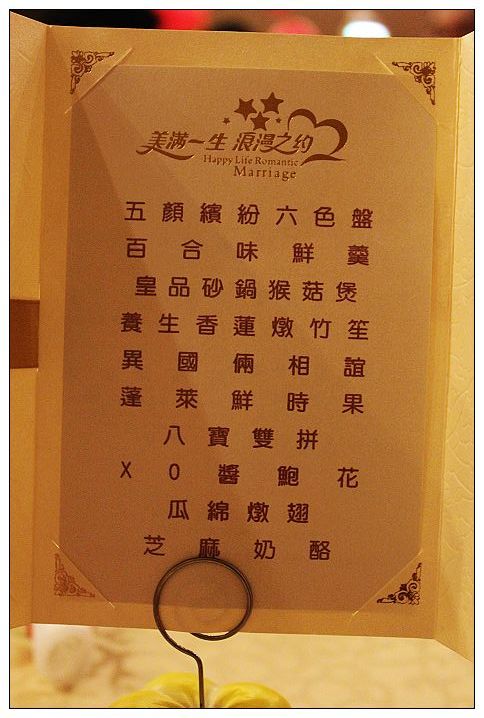 美滿一生 浪漫之约
Happy Life Romantic
Marriage
五顏繽紛六色盤
百合味鮮羹
皇品砂鍋猴菇煲
養生香蓮燉竹笙
異國倆相誼
蓬萊鮮時果
八寶雙拼
XO醬鮑花
瓜綿燉翅
芝麻奶酪